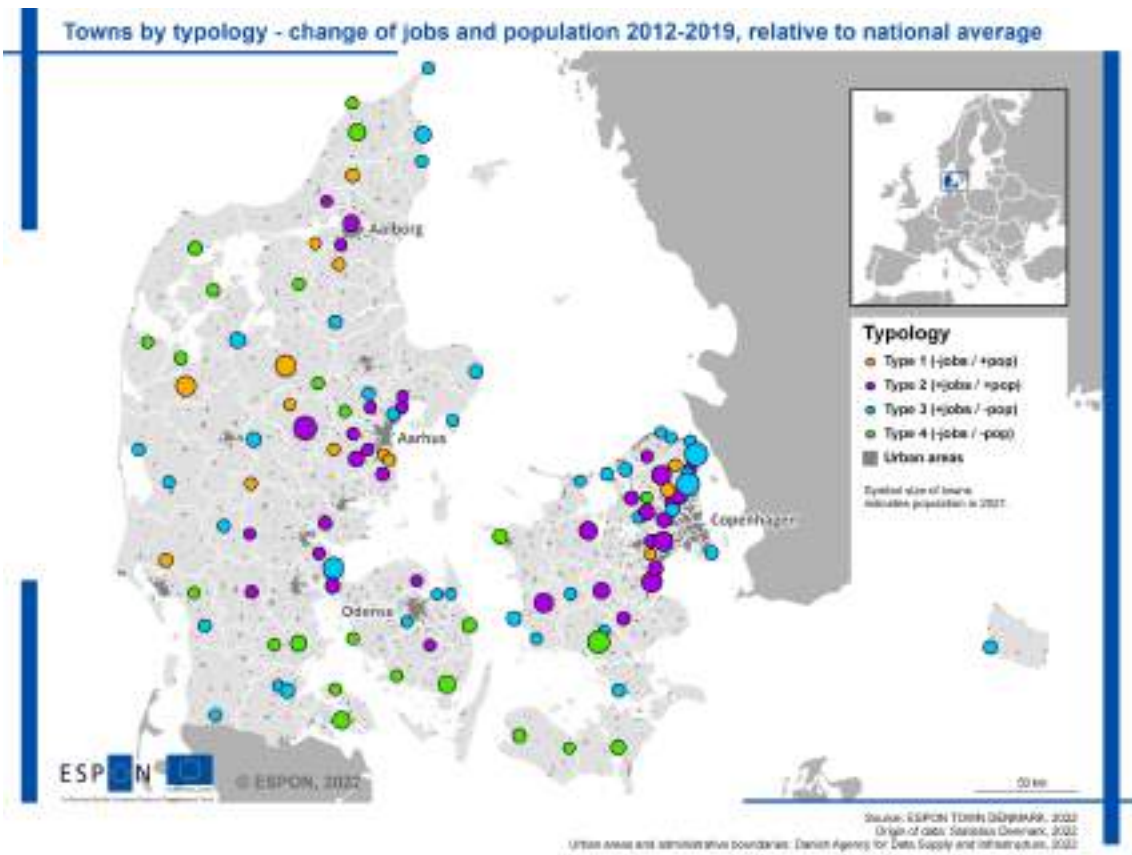 Towns by typology - change of jobs and population 2012-2019, relative to national average
Aalborg
Aarhus
Copenhagen
Odense
Typology
Type 1 (-jobs / +pop)
Type 2 (+jobs / +pop)
Type 3 (+jobs / -pop)
Type 4 (-jobs / -pop)
Urban areas
Symbol size of towns
indicates population in 2021.
ESPON
© ESPON, 2022
50 km
Source: ESPON TOWN DENMARK, 2022
Origin of data: Statistics Denmark, 2022
Urban areas and administrative boundaries: Danish Agency for Data Supply and Infrastructure, 2022